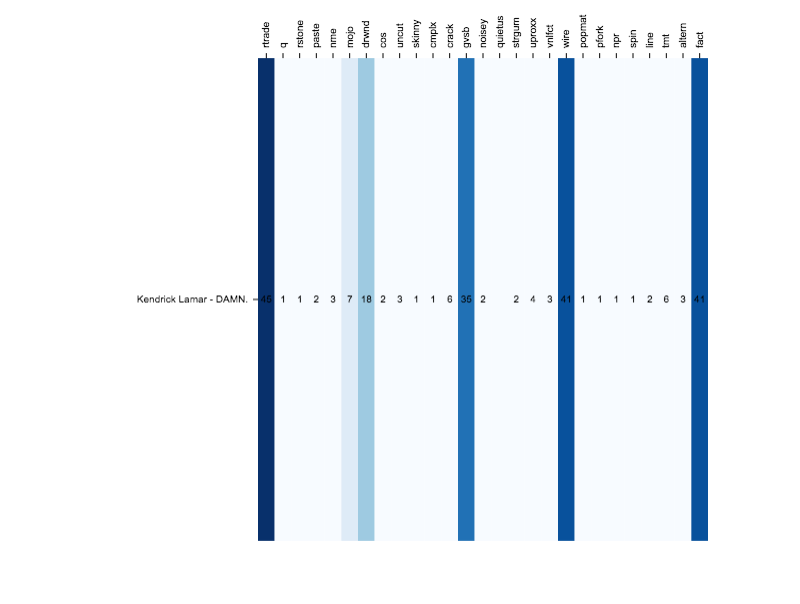 rtrade q rstone paste nme mojo drwnd cos uncut skinny cmplx crack gvsb noisey quietus strgum uproxx vnlfct wire popmat pfork npr spin line tmt altern fact
Kendrick Lamar - DAMN. 45 1 1 2 3 7 18 2 3 1 1 6 35 2 2 4 3 41 1 1 1 1 2 6 3 41